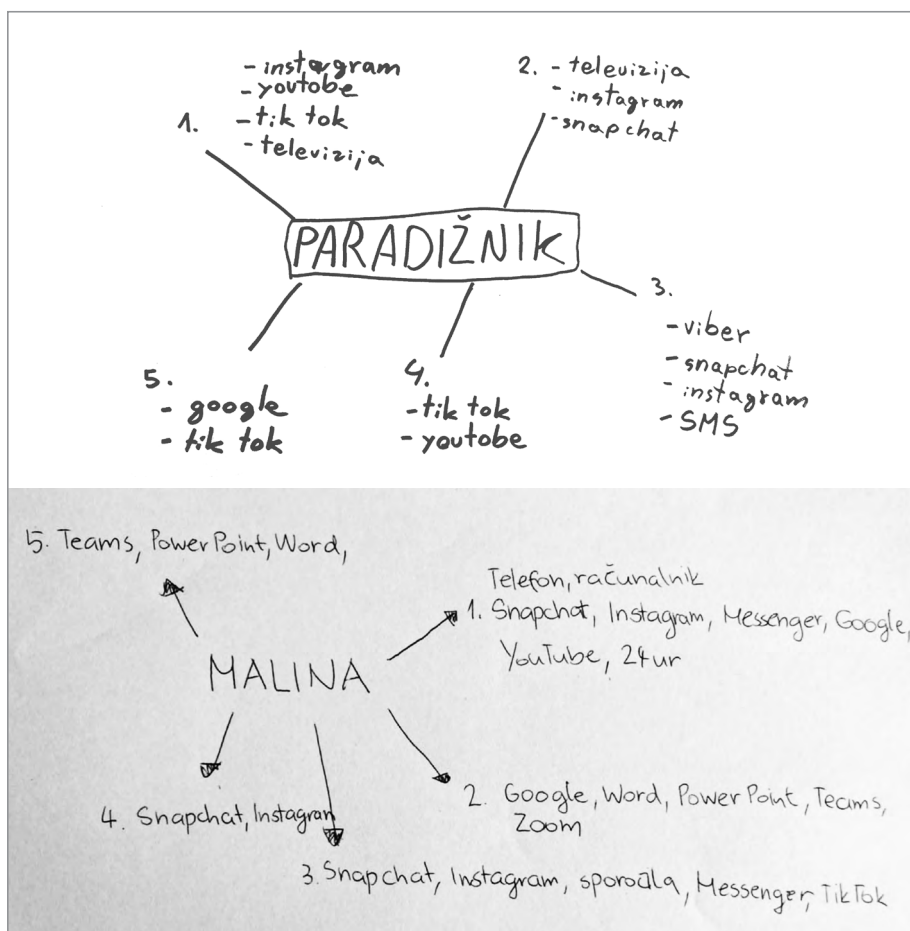 1.
- instagram
- youtobe
- tik tok
- televizija
2. - televizija
- instagram
- snapchat
PARADIŽNIK
3.
- viber
- snapchat
- instagram
- SMS
4.
- tik tok
- youtobe
5.
- google
- tik tok
5. Teams, PowerPoint, Word,
Telefon, računalnik
1. Snapchat, Instagram, Messenger, Google,
YouTube, 24ur
MALINA
2. Google, Word, PowerPoint, Teams,
Zoom
4. Snapchat, Instagram
3. Snapchat, Instagram, sporočila, Messenger, TikTok